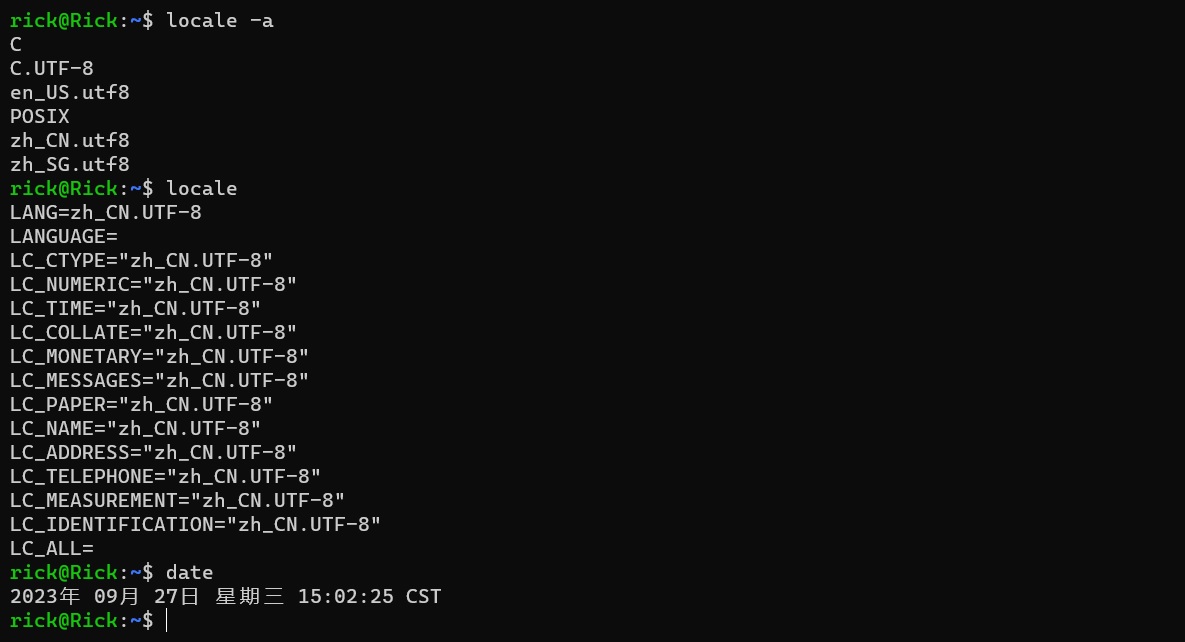 rick@Rick:~$ locale -a
C
C.UTF-8
en_US.utf8
POSIX
zh_CN.utf8
zh_SG.utf8
rick@Rick:~$ locale
LANG=zh_CN.UTF-8
LANGUAGE=
LC_CTYPE="zh_CN.UTF-8"
LC_NUMERIC="zh_CN.UTF-8"
LC_TIME="zh_CN.UTF-8"
LC_COLLATE="zh_CN.UTF-8"
LC_MONETARY="zh_CN.UTF-8"
LC_MESSAGES="zh_CN.UTF-8"
LC_PAPER="zh_CN.UTF-8"
LC_NAME="zh_CN.UTF-8"
LC_ADDRESS="zh_CN.UTF-8"
LC_TELEPHONE="zh_CN.UTF-8"
LC_MEASUREMENT="zh_CN.UTF-8"
LC_IDENTIFICATION="zh_CN.UTF-8"
LC_ALL=
rick@Rick:~$ date
2023年 09月 27日 星期三 15:02:25 CST
rick@Rick:~$